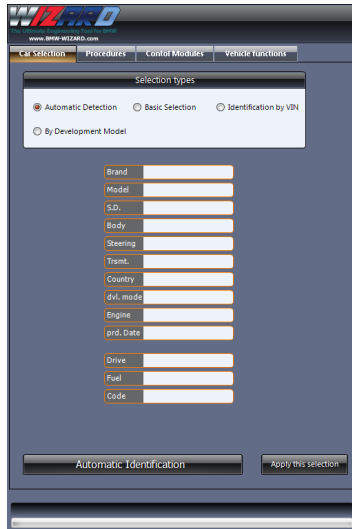 WIZARD
The Ultimate Engineering Tool for BMW
www.BMW-WIZARD.com
Car Selection Procedures Contol Modules Vehicle functions
Selection types
Automatic Detection Basic Selection Identification by VIN
By Development Model
Brand
Model
S.D.
Body
Steering
Trsmt.
Country
dvl. mode
Engine
prd. Date
Drive
Fuel
Code
Automatic Identification Apply this selection